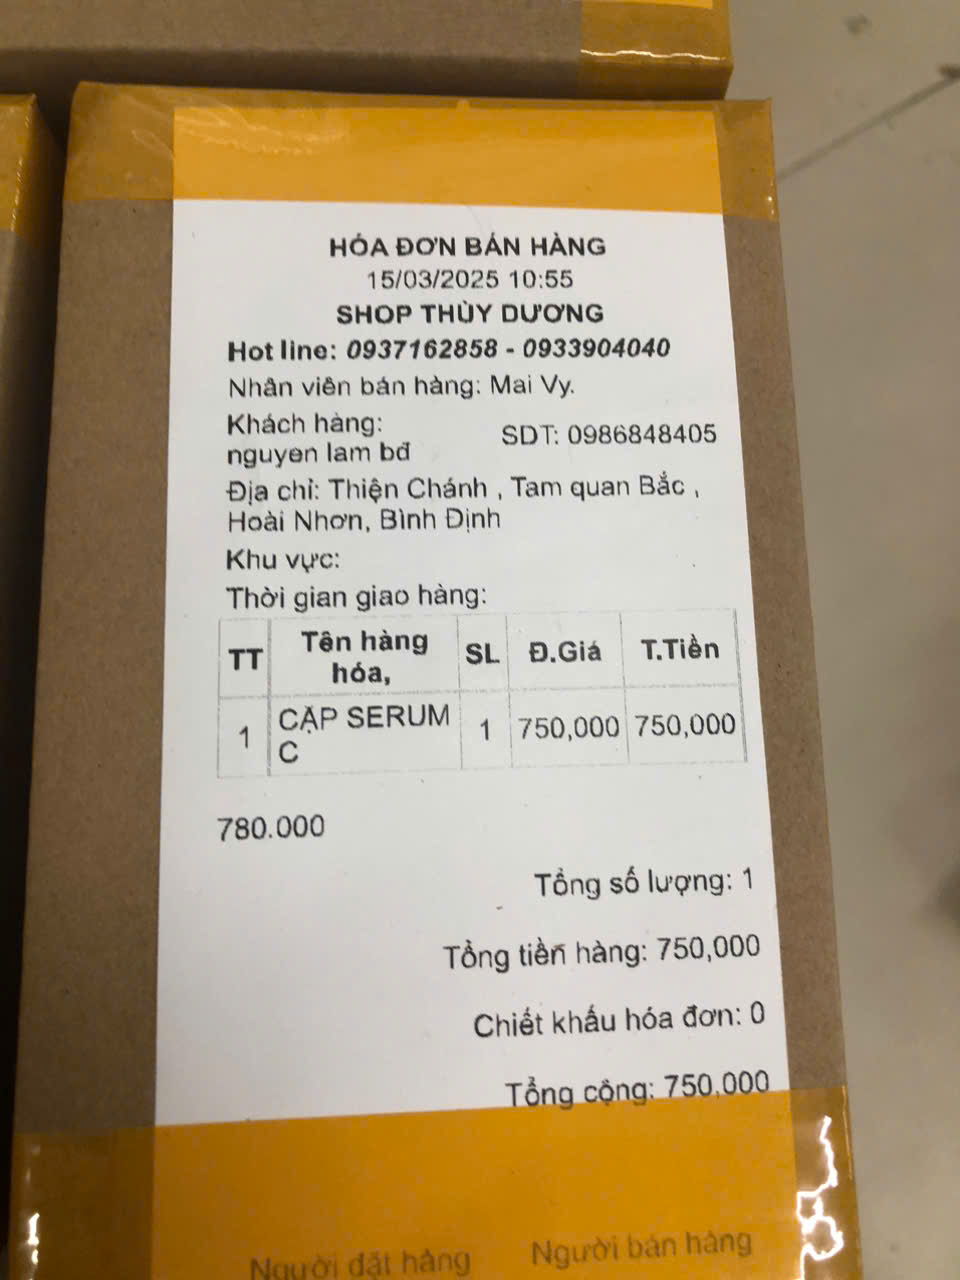 HÓA ĐƠN BÁN HÀNG
15/03/2025 10:55
SHOP THÙY DƯƠNG
Hot line: 0937162858 - 0933904040
Nhân viên bán hàng: Mai Vy.
Khách hàng:
nguyen lam bđ
SDT: 0986848405
Địa chỉ: Thiện Chánh , Tam quan Bắc ,
Hoài Nhơn, Bình Định
Khu vực:
Thời gian giao hàng:
TT Tên hàng hóa, SL Đ.Giá T.Tiền
1 CẶP SERUM C 1 750,000 750,000
780.000
Tổng số lượng: 1
Tổng tiền hàng: 750,000
Chiết khấu hóa đơn: 0
Tổng cộng: 750,000
Người đặt hàng Người bán hàng